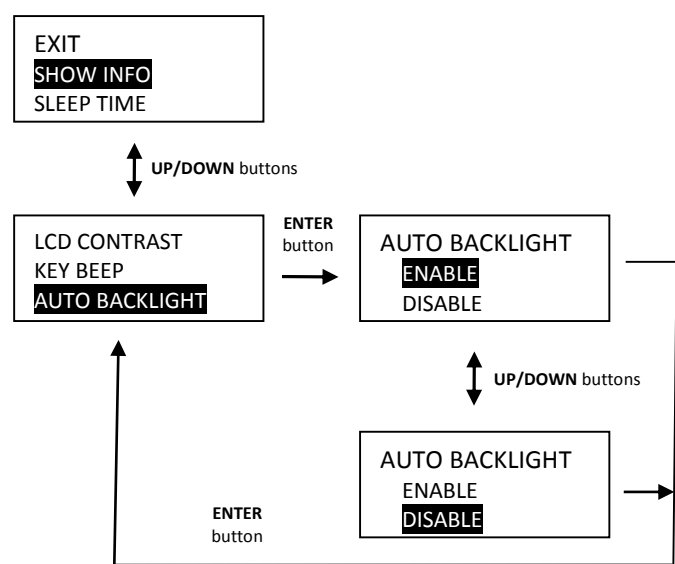 EXIT
SHOW INFO
SLEEP TIME
UP/DOWN buttons
LCD CONTRAST
KEY BEEP
AUTO BACKLIGHT
ENTER
button
AUTO BACKLIGHT
ENABLE
DISABLE
UP/DOWN buttons
AUTO BACKLIGHT
ENABLE
DISABLE
ENTER
button